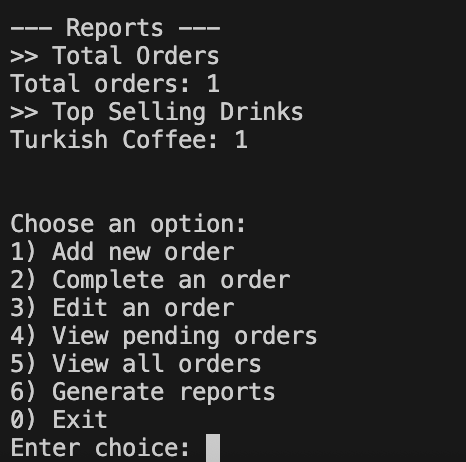 --- Reports ---
>> Total Orders
Total orders: 1
>> Top Selling Drinks
Turkish Coffee: 1
Choose an option:
1) Add new order
2) Complete an order
3) Edit an order
4) View pending orders
5) View all orders
6) Generate reports
0) Exit
Enter choice: